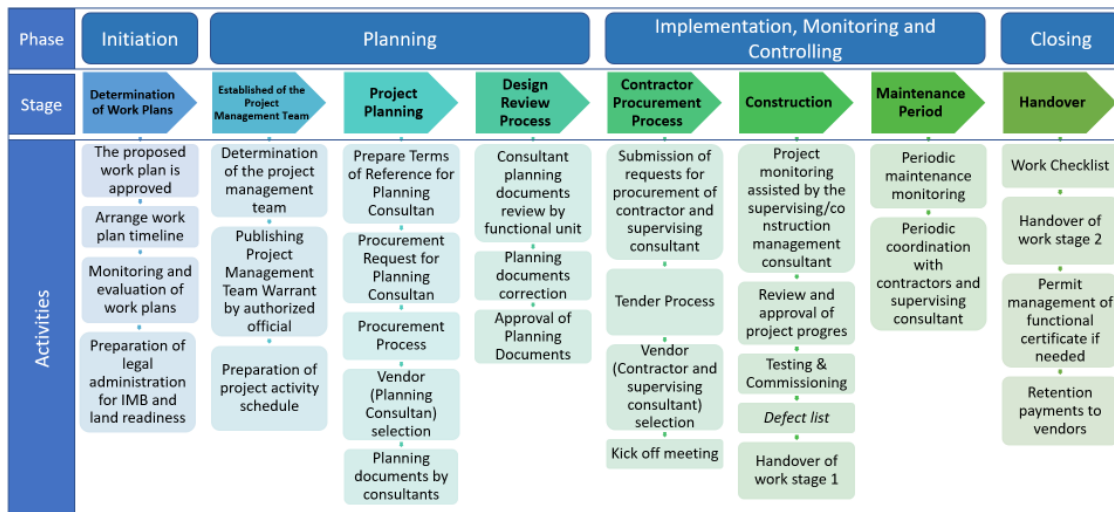 Phase
Initiation
Planning
Implementation, Monitoring and
Controlling
Closing
Stage
Determination
of Work Plans
Established of the
Project
Management Team
Project
Planning
Design
Review
Process
Contractor
Procurement
Process
Construction
Maintenance
Period
Handover
Activities
The proposed
work plan is
approved
Arrange work
plan timeline
Monitoring and
evaluation of
work plans
Preparation of
legal
administration
for IMB and
land readiness
Determination
of the project
management
team
Publishing
Project
Management
Team Warrant
by authorized
official
Preparation of
project activity
schedule
Prepare Terms
of Reference for
Planning
Consultan
Procurement
Request for
Planning
Consultan
Procurement
Process
Vendor
(Planning
Consultan)
selection
Planning
documents by
consultants
Consultant
planning
documents
review by
functional unit
Planning
documents
correction
Approval of
Planning
Documents
Submission of
requests for
procurement of
contractor and
supervising
consultant
Tender Process
Vendor
(Contractor and
supervising
consultant)
selection
Kick off meeting
Project
monitoring
assisted by the
supervising/co
nstruction
management
consultant
Review and
approval of
project progres
Testing &
Commissioning
Defect list
Handover of
work stage 1
Periodic
maintenance
monitoring
Periodic
coordination
with
contractors and
supervising
consultant
Work Checklist
Handover of
work stage 2
Permit
management of
functional
certificate if
needed
Retention
payments to
vendors